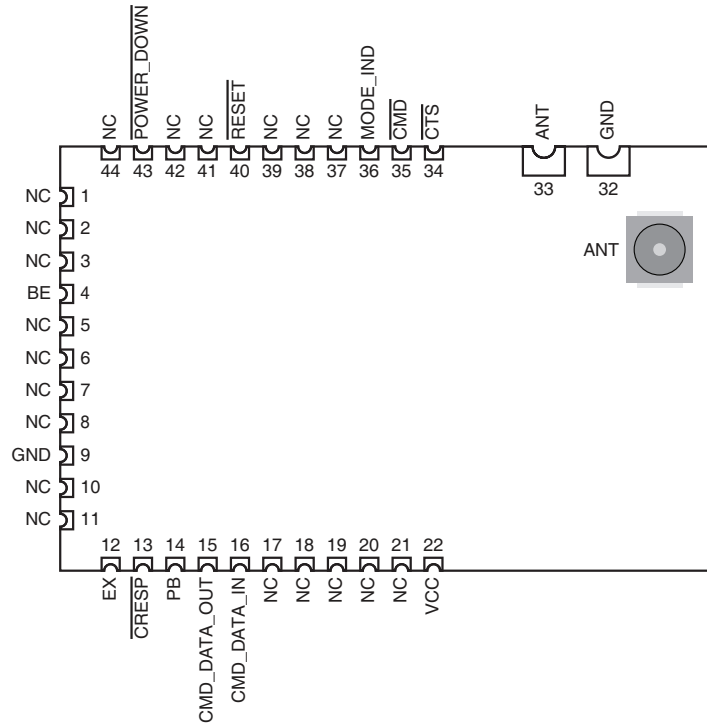 NC
POWER_DOWN
NC
NC
RESET
NC
NC
NC
MODE_IND
CMD
CTS
ANT
GND
44
43
42
41
40
39
38
37
36
35
34
33
32
NC 1
NC 2
NC 3
BE 4
NC 5
NC 6
NC 7
NC 8
GND 9
NC 10
NC 11
ANT
12
13
14
15
16
17
18
19
20
21
22
EX
CRESP
PB
CMD_DATA_OUT
CMD_DATA_IN
NC
NC
NC
NC
NC
VCC